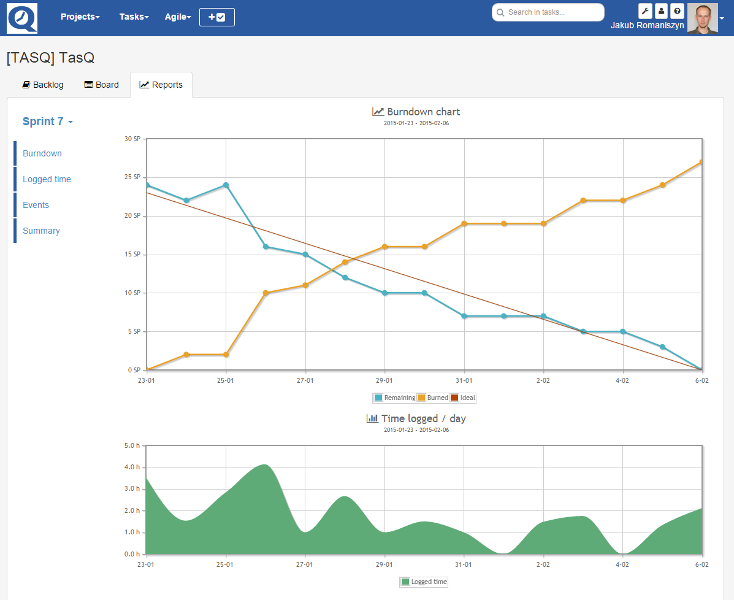 Projects Tasks Agile + Search in tasks...
Jakub Romaniszyn
[TASQ] TasQ
Backlog Board Reports
Sprint 7
Burndown
Logged time
Events
Summary
Burndown chart
2015-01-23 - 2015-02-06
30 SP
25 SP
20 SP
15 SP
10 SP
5 SP
0 SP
23-01 25-01 27-01 29-01 31-01 2-02 4-02 6-02
Remaining Burned Ideal
Time logged / day
2015-01-23 - 2015-02-06
5.0 h
4.0 h
3.0 h
2.0 h
1.0 h
0.0 h
23-01 25-01 27-01 29-01 31-01 2-02 4-02 6-02
Logged time